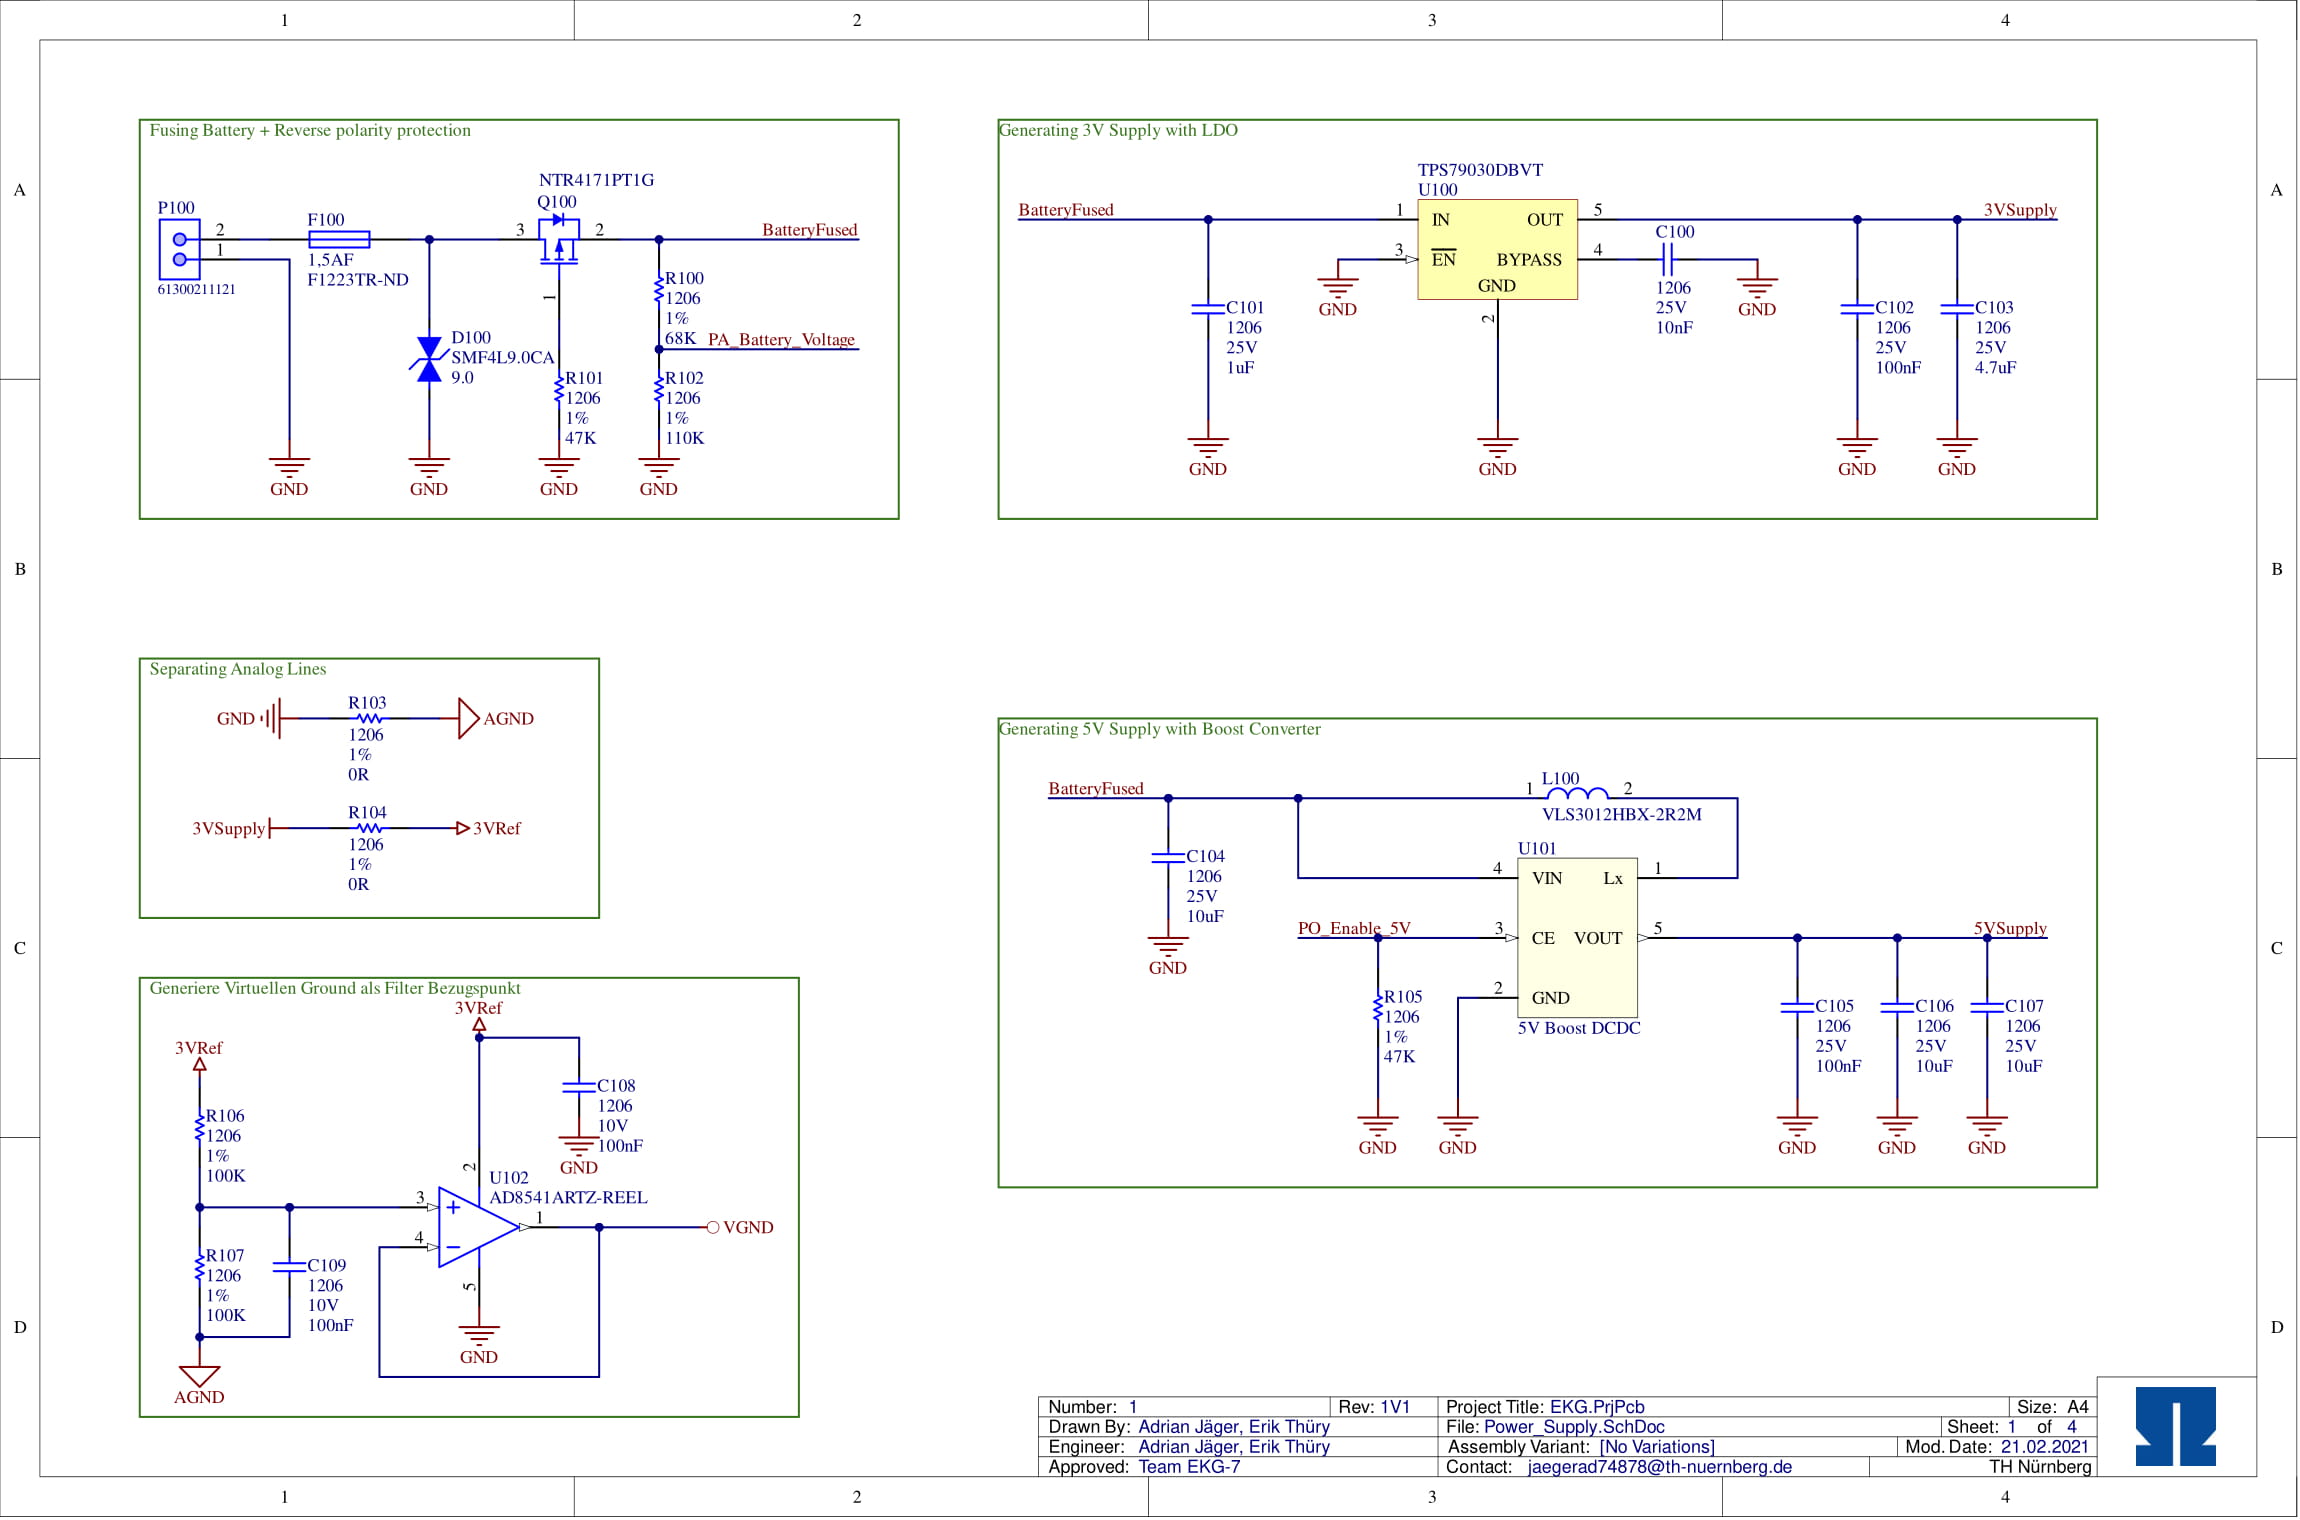 1 2 3 4
A A
B B
C C
D D
1 2 3 4
Fusing Battery + Reverse polarity protection
P100
2
1
61300211121
F100
1,5AF
F1223TR-ND
NTR4171PT1G
Q100
3 2
1
BatteryFused
D100
SMF4L9.0CA
9.0
R100
1206
1%
68K
PA_Battery_Voltage
R101
1206
1%
47K
R102
1206
1%
110K
GND GND GND GND
Generating 3V Supply with LDO
TPS79030DBVT
U100
BatteryFused
1 IN OUT 5
3VSupply
3 EN BYPASS 4
GND
2
C100
1206
25V
10nF
GND
GND
C101
1206
25V
1uF
C102
1206
25V
100nF
C103
1206
25V
4.7uF
GND GND GND GND
Separating Analog Lines
GND
R103
1206
1%
0R
AGND
3VSupply
R104
1206
1%
0R
3VRef
Generating 5V Supply with Boost Converter
BatteryFused
1 L100 2
VLS3012HBX-2R2M
C104
1206
25V
10uF
GND
U101
4 VIN Lx 1
PO_Enable_5V
3 CE VOUT 5
5VSupply
2 GND
5V Boost DCDC
R105
1206
1%
47K
C105
1206
25V
100nF
C106
1206
25V
10uF
C107
1206
25V
10uF
GND GND GND GND GND
Generiere Virtuellen Ground als Filter Bezugspunkt
3VRef
3VRef
C108
1206
10V
100nF
GND
R106
1206
1%
100K
2
U102
AD8541ARTZ-REEL
3
1
VGND
4
5
R107
1206
1%
100K
C109
1206
10V
100nF
GND
AGND
Number: 1 Rev: 1V1 Project Title: EKG.PrjPcb Size: A4
Drawn By: Adrian Jäger, Erik Thüry File: Power_Supply.SchDoc Sheet: 1 of 4
Engineer: Adrian Jäger, Erik Thüry Assembly Variant: [No Variations] Mod. Date: 21.02.2021
Approved: Team EKG-7 Contact: jaegerad74878@th-nuernberg.de TH Nürnberg